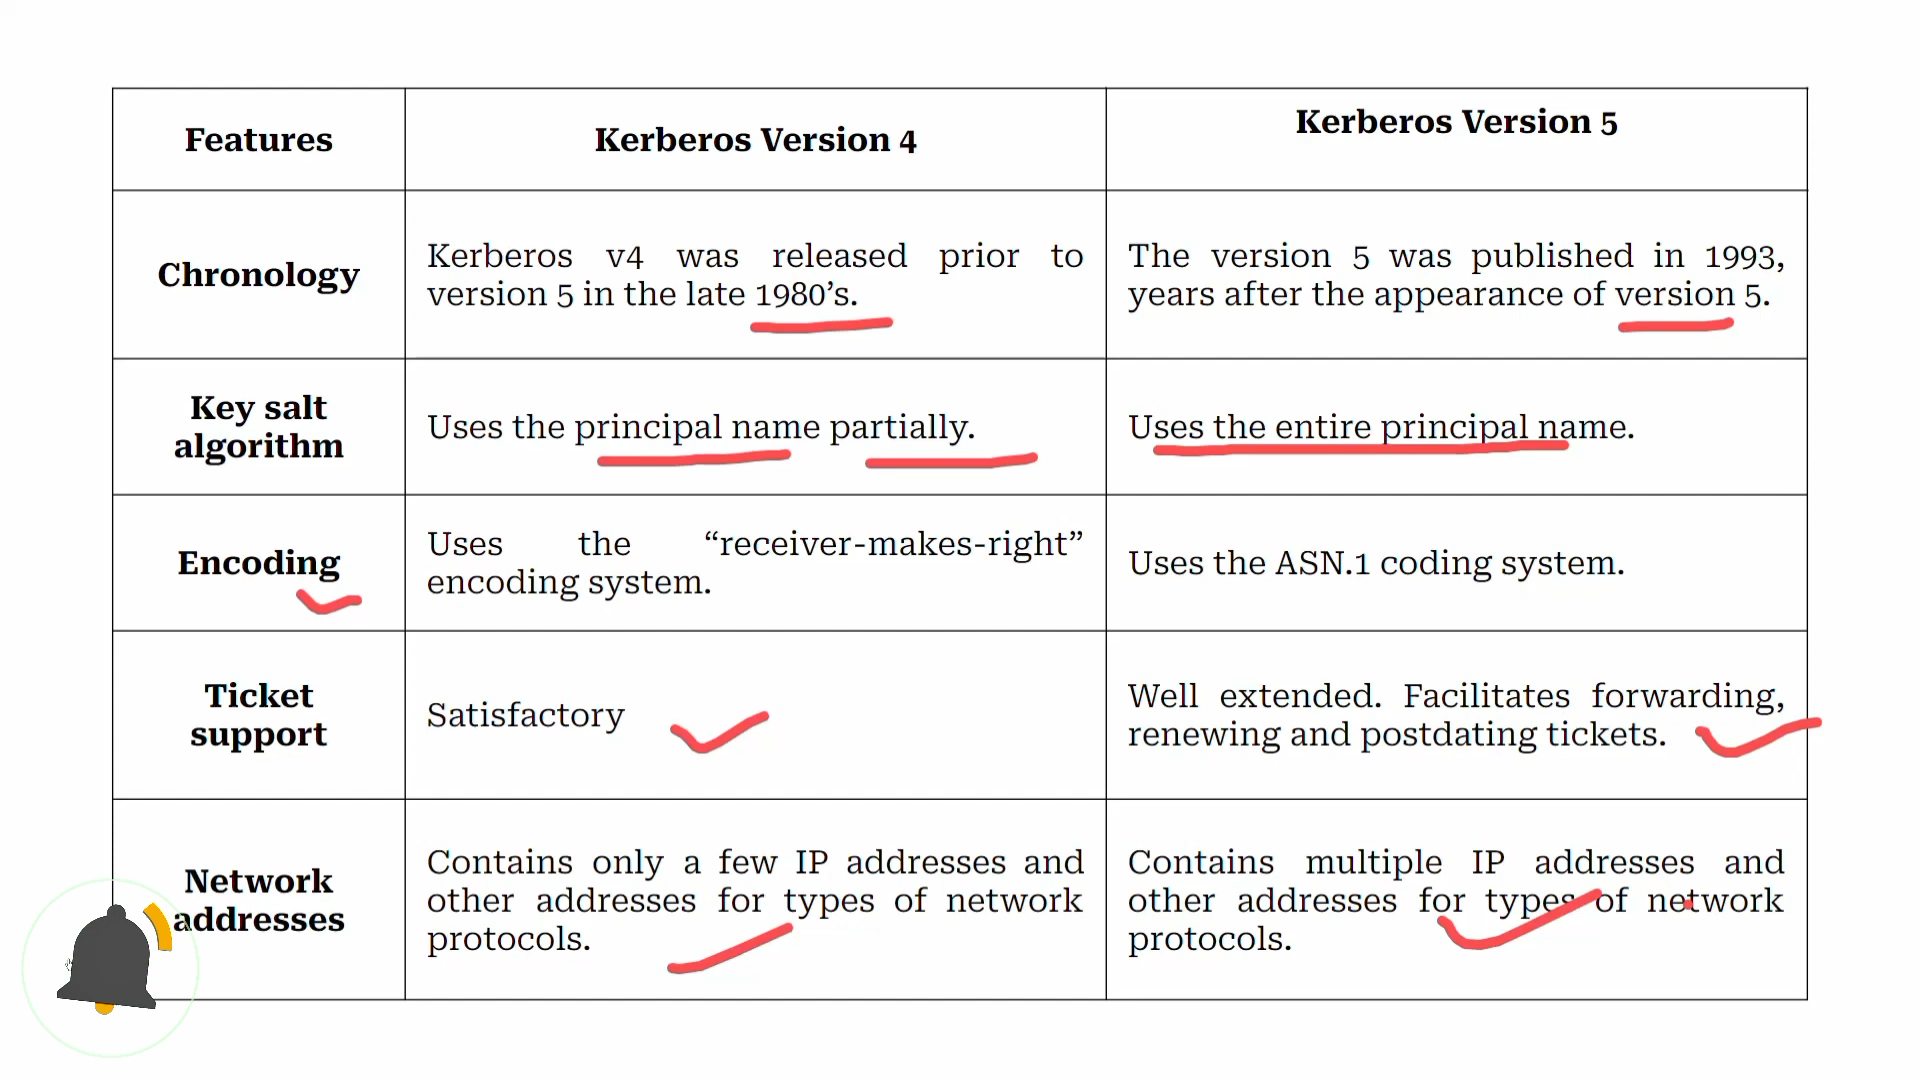 Features
Kerberos Version 4
Kerberos Version 5
Chronology
Kerberos v4 was released prior to
version 5 in the late 1980’s.
The version 5 was published in 1993,
years after the appearance of version 5.
Key salt
algorithm
Uses the principal name partially.
Uses the entire principal name.
Encoding
Uses the “receiver-makes-right”
encoding system.
Uses the ASN.1 coding system.
Ticket
support
Satisfactory
Well extended. Facilitates forwarding,
renewing and postdating tickets.
Network
addresses
Contains only a few IP addresses and
other addresses for types of network
protocols.
Contains multiple IP addresses and
other addresses for types of network
protocols.